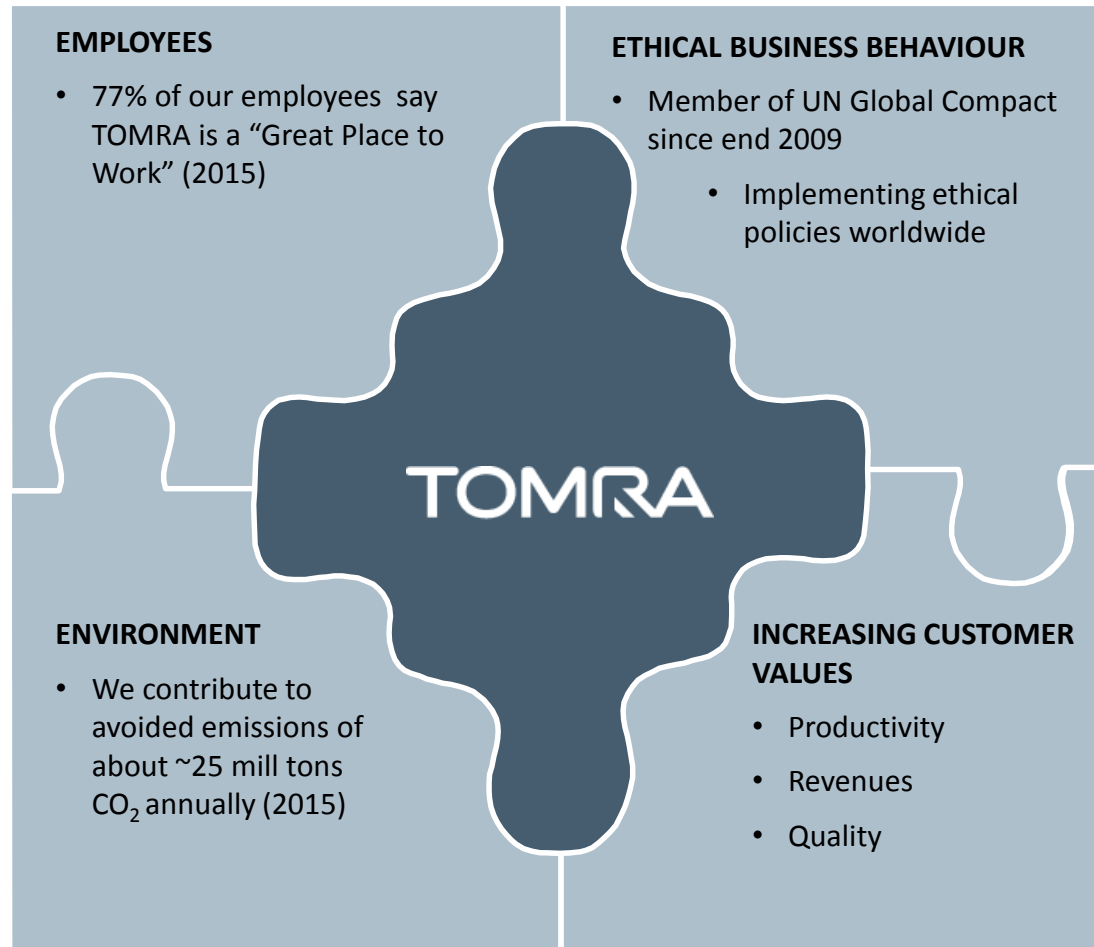 EMPLOYEES
• 77% of our employees say
TOMRA is a “Great Place to
Work” (2015)
ETHICAL BUSINESS BEHAVIOUR
• Member of UN Global Compact
since end 2009
• Implementing ethical
policies worldwide
TOMRA
ENVIRONMENT
• We contribute to
avoided emissions of
about ~25 mill tons
CO₂ annually (2015)
INCREASING CUSTOMER
VALUES
• Productivity
• Revenues
• Quality